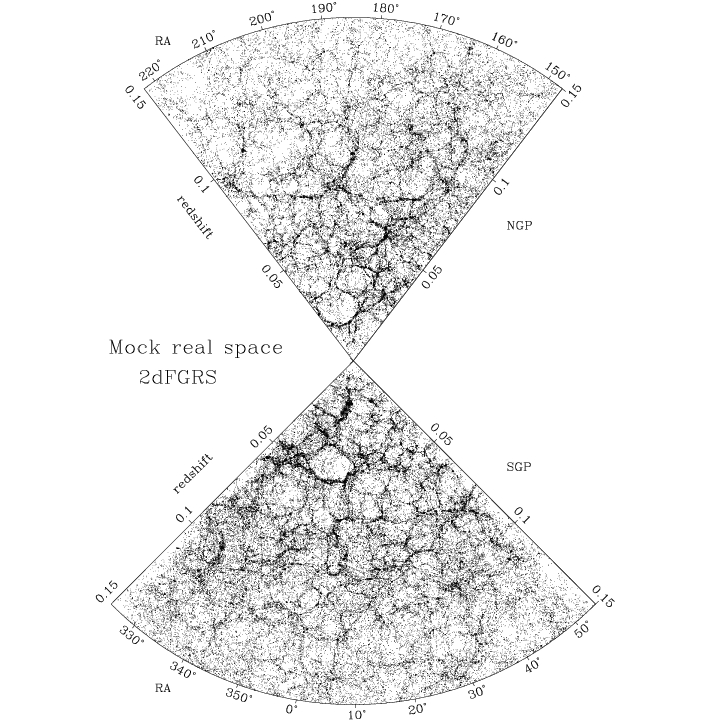 190° 180°
200° 170°
RA 210° 160°
220° 150°
0.15 0.15
0.1 0.1
redshift NGP
0.05 0.05
Mock real space
2dFGRS
0.05 0.05
redshift SGP
0.1 0.1
0.15 0.15
330° 50°
340° 40°
RA 350° 30°
0° 10° 20°